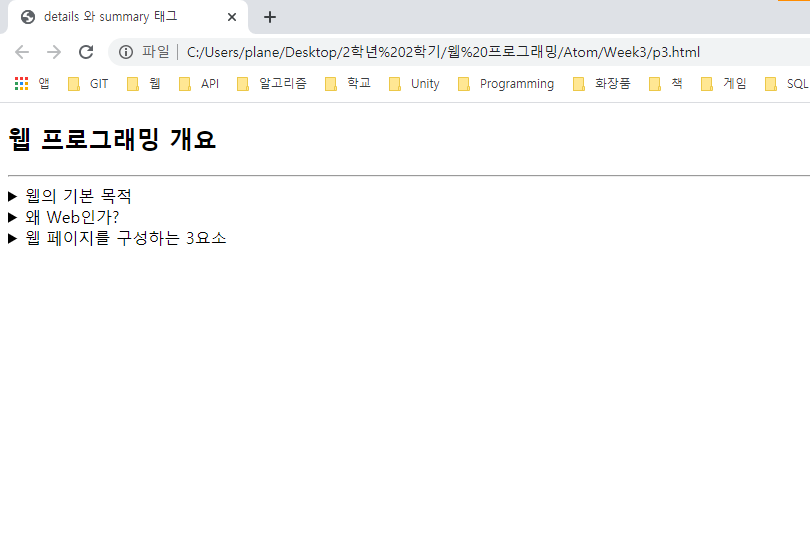 details 와 summary 태그
파일 C:/Users/plane/Desktop/2학년%202학기/웹%20프로그래밍/Atom/Week3/p3.html
앱 GIT 웹 API 알고리즘 학교 Unity Programming 화장품 책 게임 SQL
웹 프로그래밍 개요
웹의 기본 목적
왜 Web인가?
웹 페이지를 구성하는 3요소